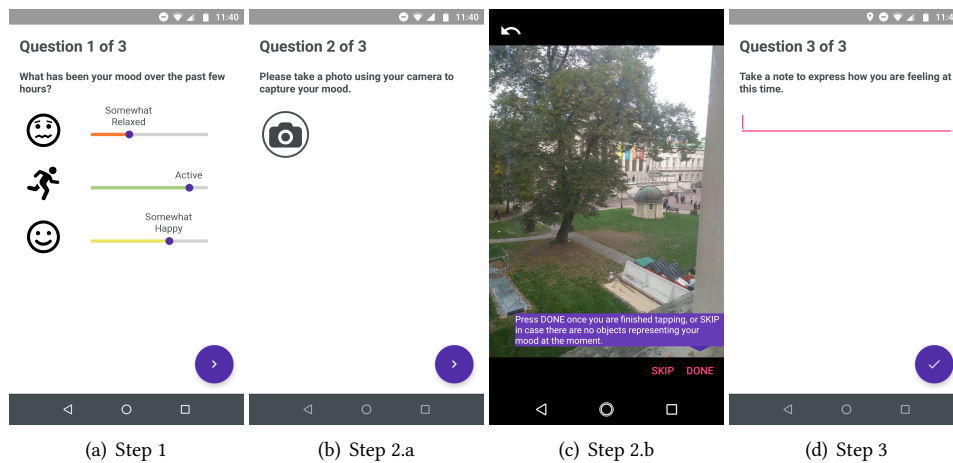 11:40
Question 1 of 3
What has been your mood over the past few
hours?
Somewhat
Relaxed
Active
Somewhat
Happy
(a) Step 1
11:40
Question 2 of 3
Please take a photo using your camera to
capture your mood.
(b) Step 2.a
Press DONE once you are finished tapping, or SKIP
in case there are no objects representing your
mood at the moment.
SKIP DONE
(c) Step 2.b
11:4
Question 3 of 3
Take a note to express how you are feeling at
this time.
(d) Step 3